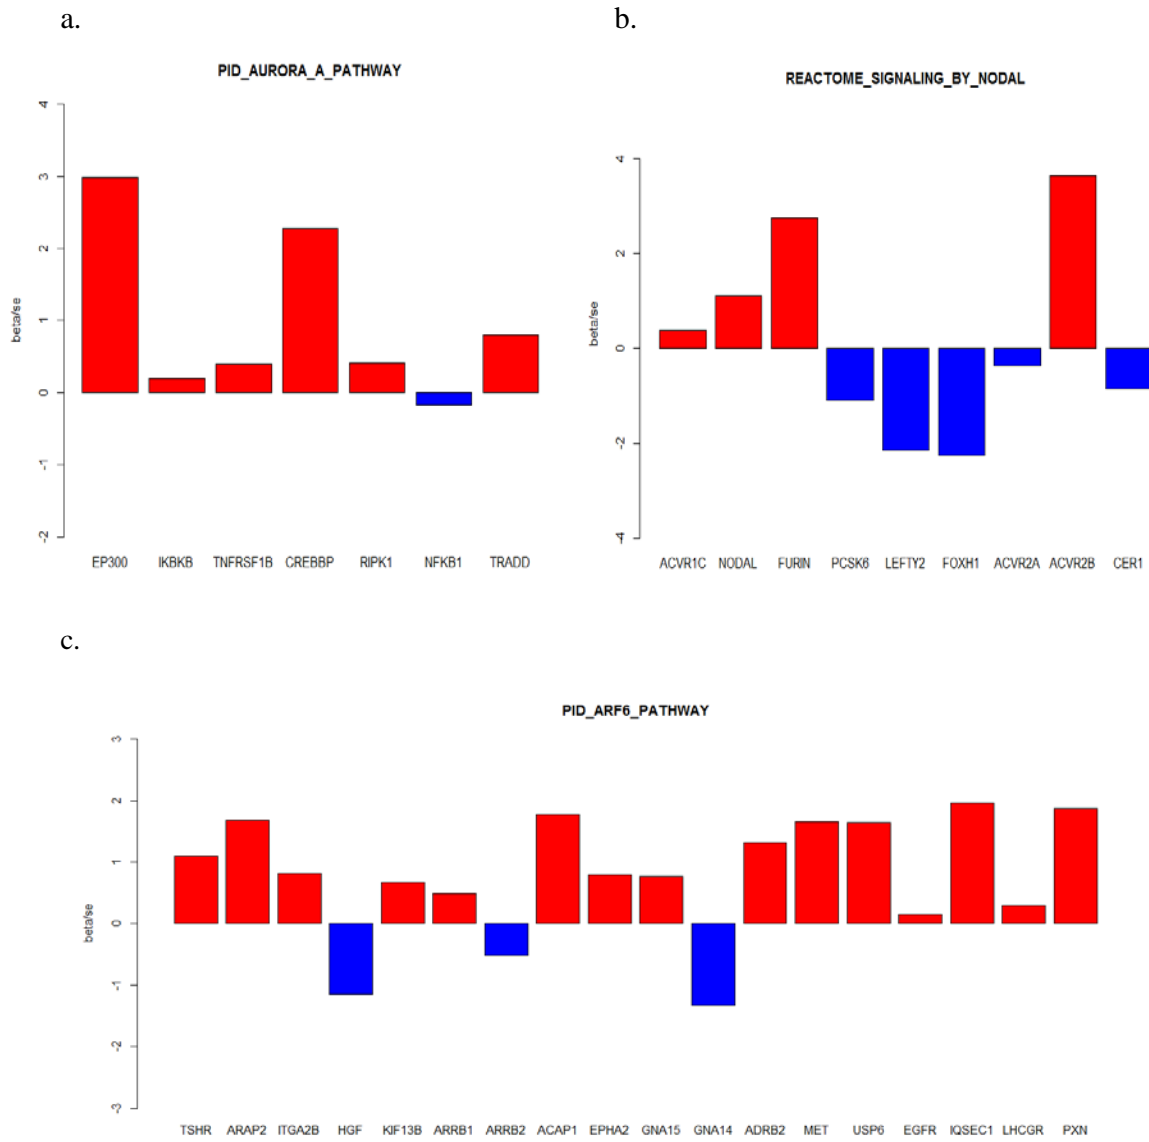 a.
PID_AURORA_A_PATHWAY
4
3
2
1
0
-1
-2
beta/se
EP300 IKBKB TNFRSF1B CREBBP RIPK1 NFKB1 TRADD
b.
REACTOME_SIGNALING_BY_NODAL
4
2
0
-2
-4
beta/se
ACVR1C NODAL FURIN PCSK6 LEFTY2 FOXH1 ACVR2A ACVR2B CER1
c.
PID_ARF6_PATHWAY
3
2
1
0
-1
-2
-3
beta/se
TSHR ARAP2 ITGA2B HGF KIF13B ARRB1 ARRB2 ACAP1 EPHA2 GNA15 GNA14 ADRB2 MET USP6 EGFR IQSEC1 LHCGR PXN